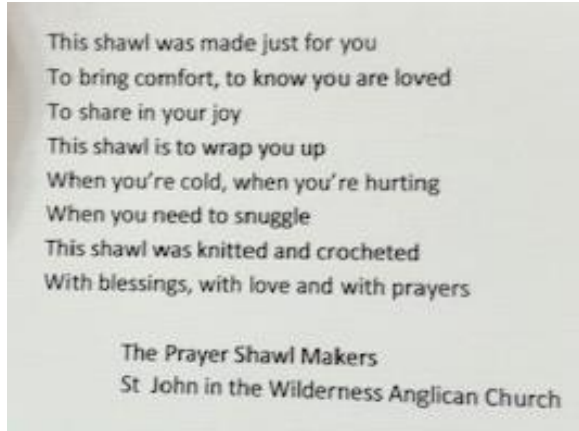 This shawl was made just for you
To bring comfort, to know you are loved
To share in your joy
This shawl is to wrap you up
When you're cold, when you're hurting
When you need to snuggle
This shawl was knitted and crocheted
With blessings, with love and with prayers
The Prayer Shawl Makers
St John in the Wilderness Anglican Church